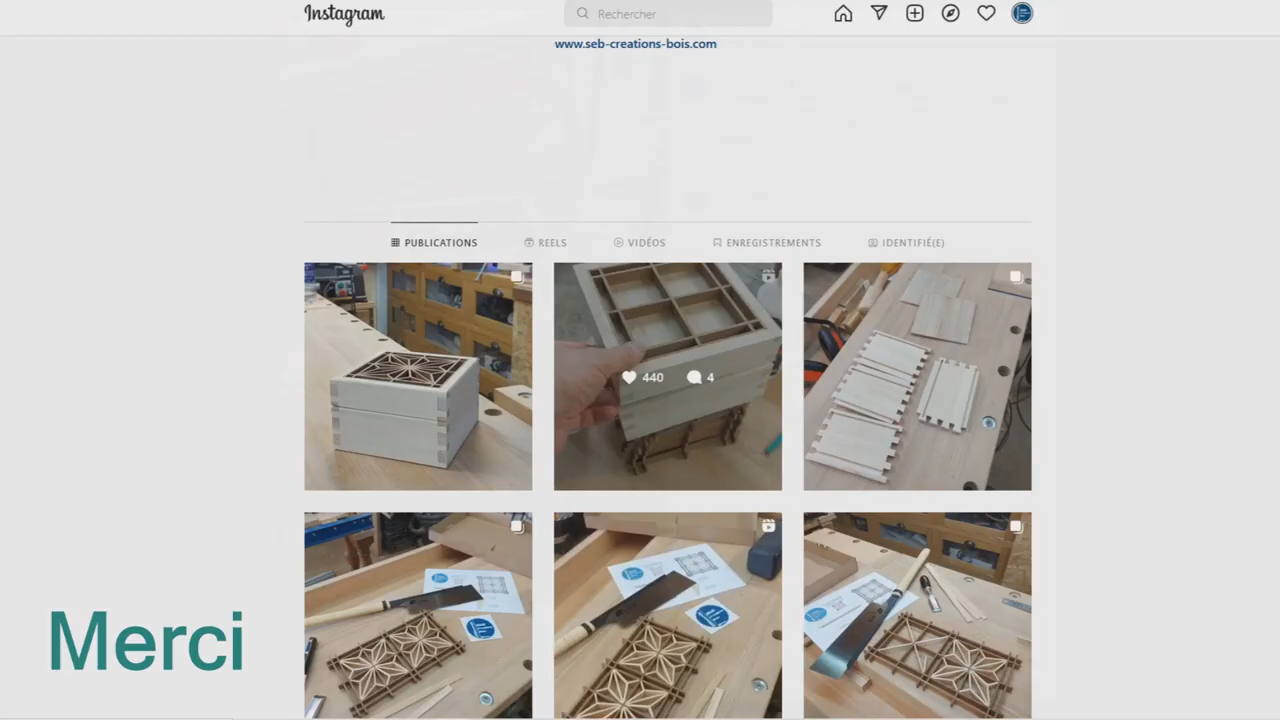 Instagram
Rechercher
www.seb-creations-bois.com
PUBLICATIONS
REELS
VIDÉOS
ENREGISTREMENTS
IDENTIFIÉ(E)
440
4
Merci